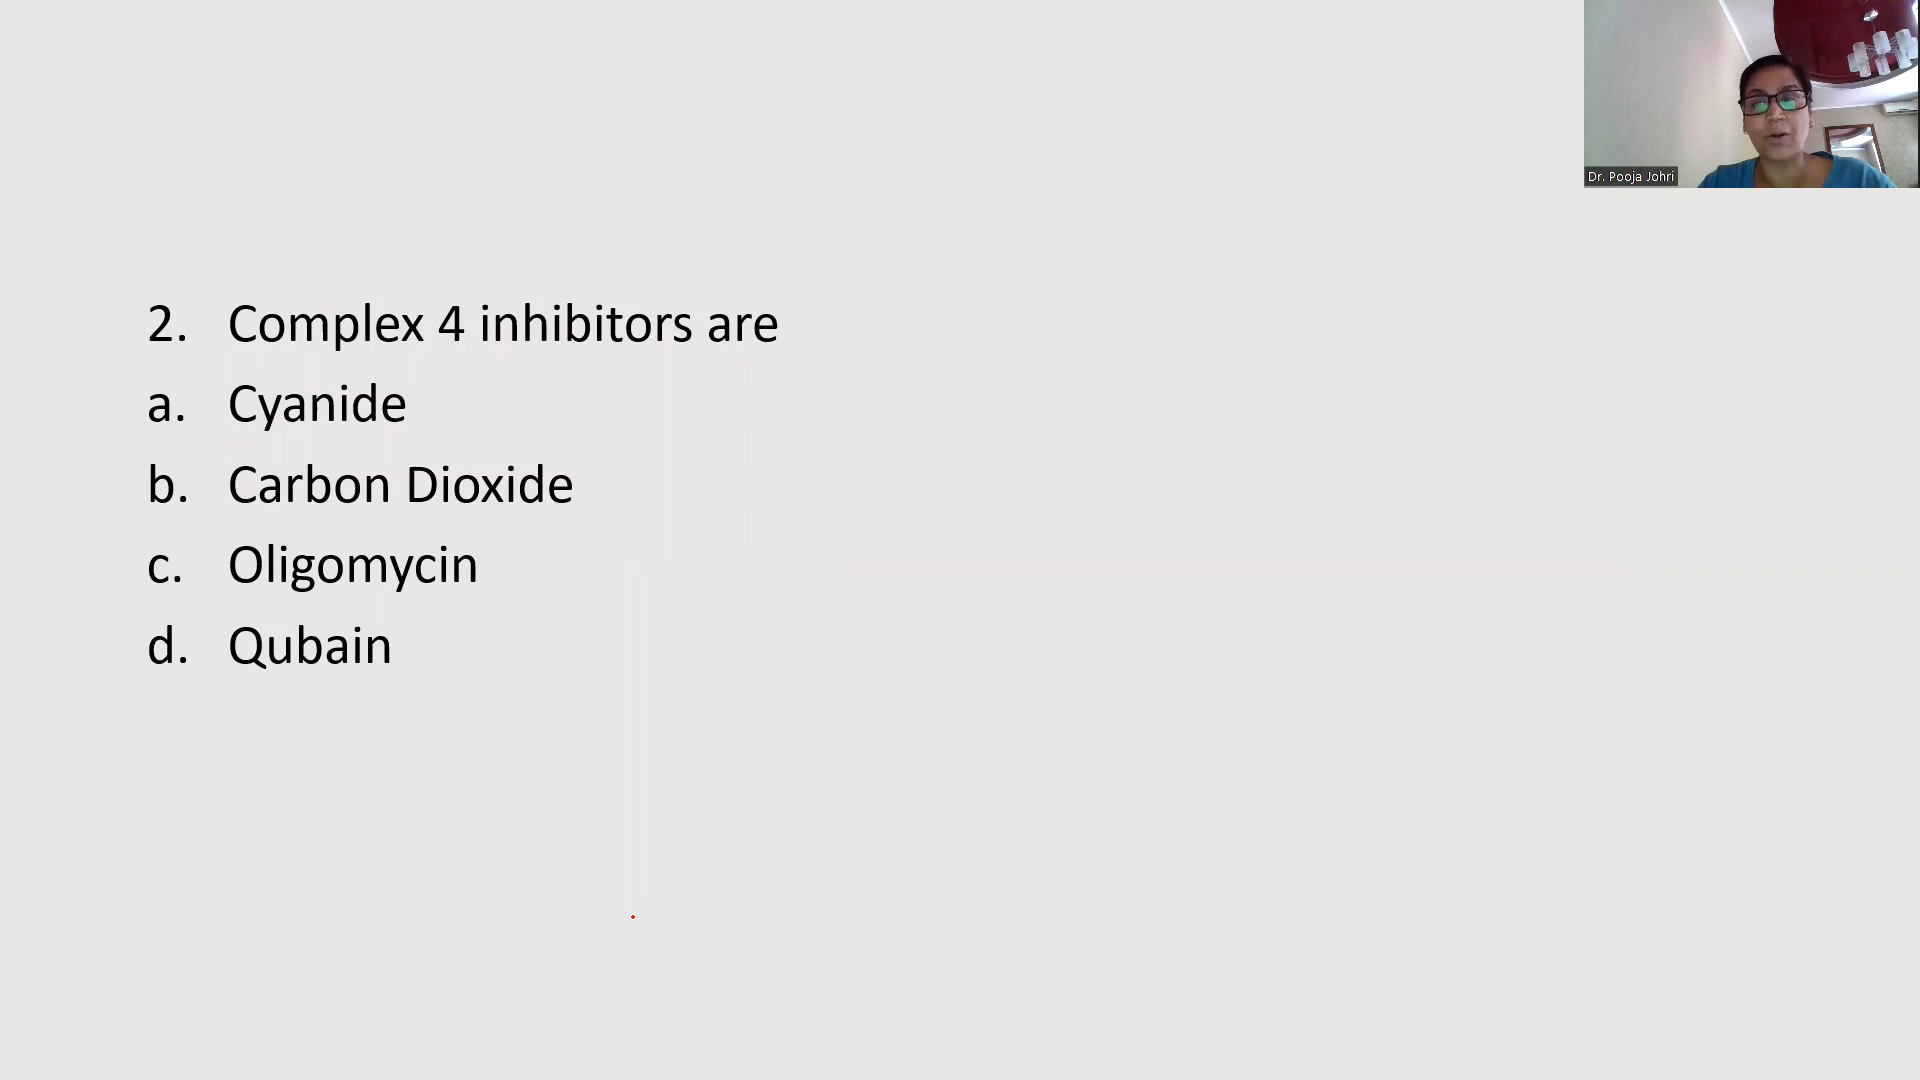 Dr. Pooja Johri
2. Complex 4 inhibitors are
a. Cyanide
b. Carbon Dioxide
c. Oligomycin
d. Qubain